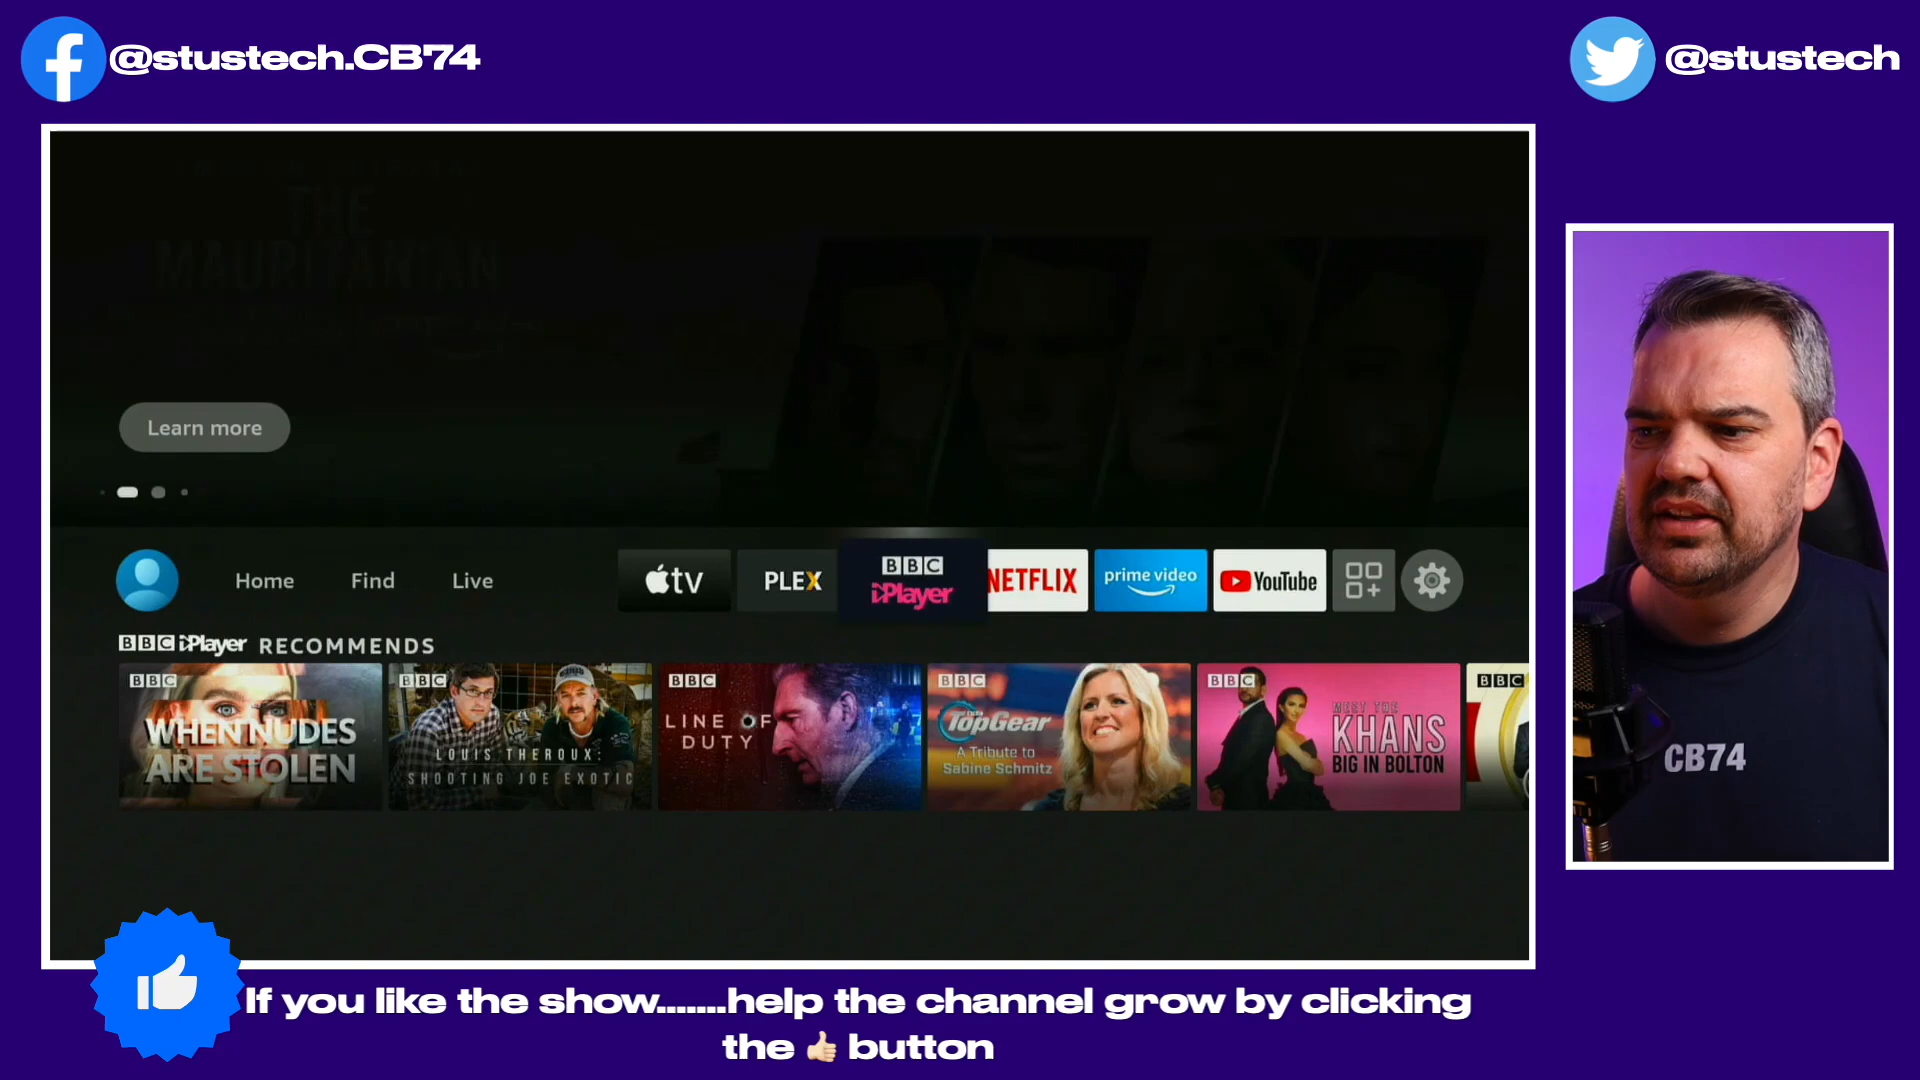 @stustech.CB74
@stustech
THE
MAURITANIAN
Learn more
Home
Find
Live
tv
PLEX
BBC
iPlayer
NETFLIX
prime video
YouTube
BBC iPlayer RECOMMENDS
BBC
WHEN NUDES
ARE STOLEN
BBC
LOUIS THEROUX:
SHOOTING JOE EXOTIC
BBC
LINE OF
DUTY
BBC
TopGear
A Tribute to
Sabine Schmitz
BBC
MEET THE
KHANS
BIG IN BOLTON
BBC
CB74
If you like the show.......help the channel grow by clicking
the 👍🏻 button